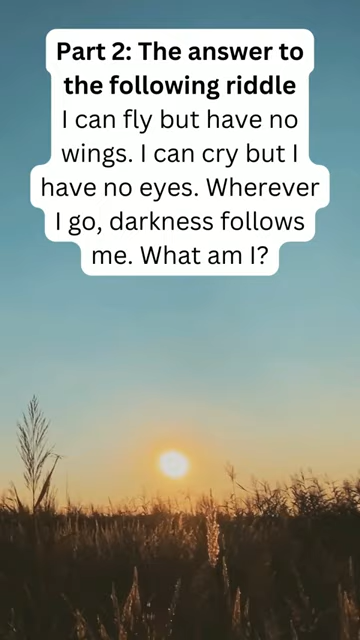 Part 2: The answer to
the following riddle
I can fly but have no
wings. I can cry but I
have no eyes. Wherever
I go, darkness follows
me. What am I?